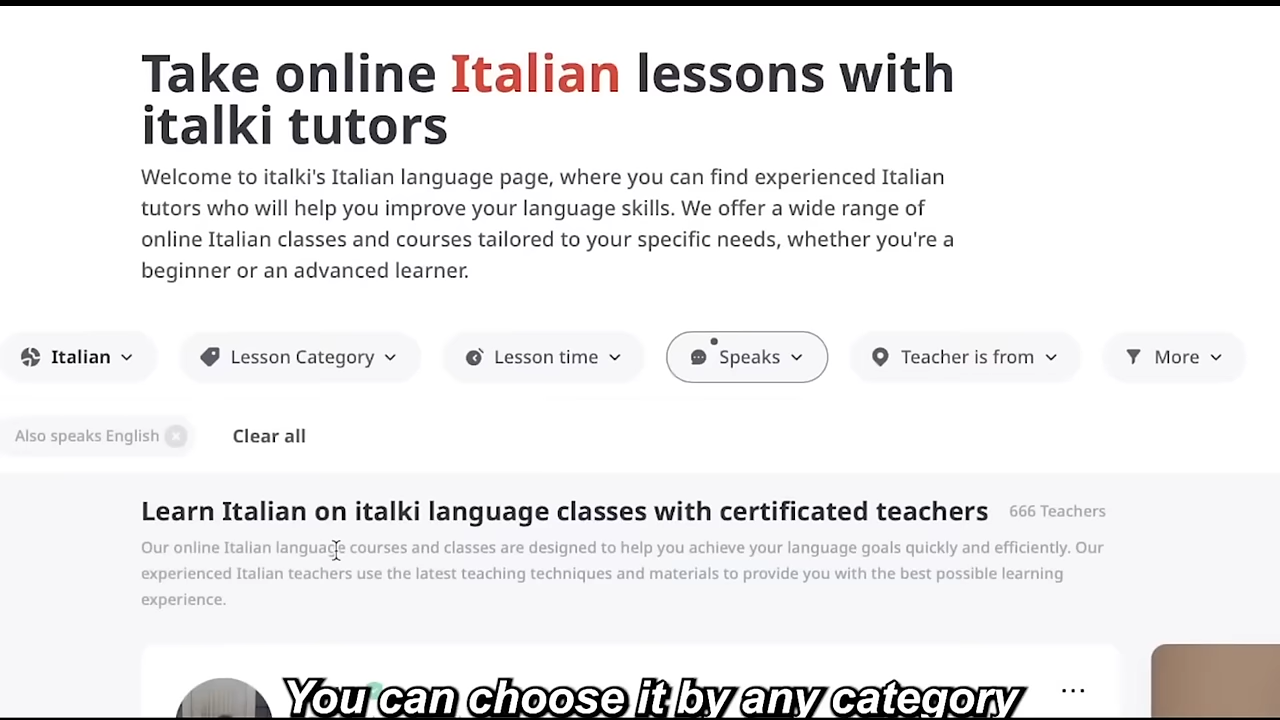 Take online Italian lessons with
italki tutors
Welcome to italki's Italian language page, where you can find experienced Italian
tutors who will help you improve your language skills. We offer a wide range of
online Italian classes and courses tailored to your specific needs, whether you're a
beginner or an advanced learner.
Italian Lesson Category Lesson time Speaks Teacher is from More
Also speaks English Clear all
Learn Italian on italki language classes with certificated teachers 666 Teachers
Our online Italian language courses and classes are designed to help you achieve your language goals quickly and efficiently. Our
experienced Italian teachers use the latest teaching techniques and materials to provide you with the best possible learning
experience.
You can choose it by any category